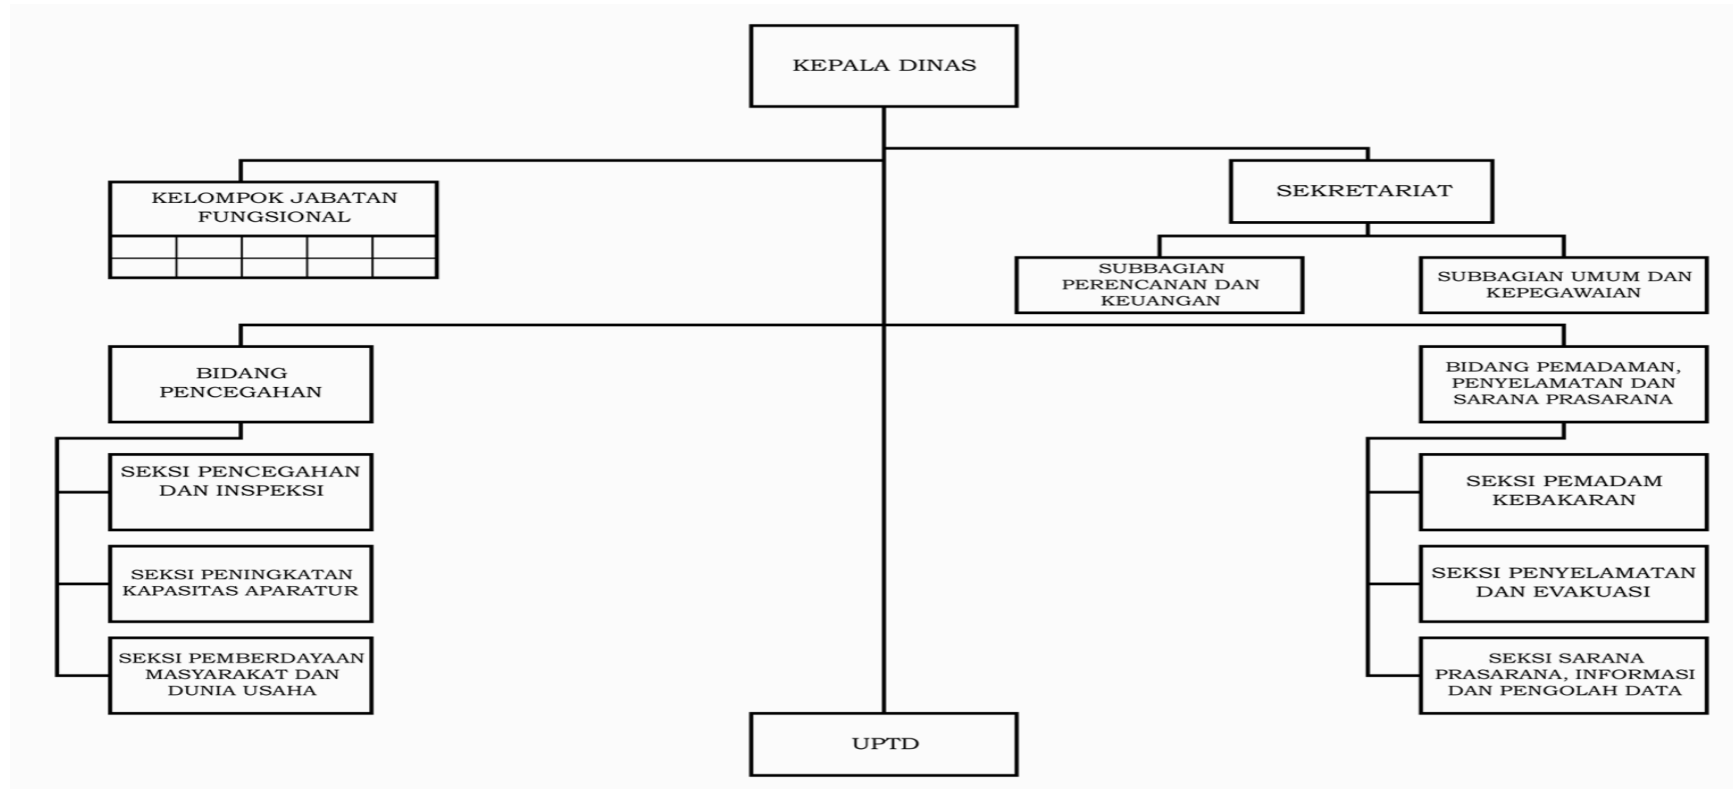 KEPALA DINAS
KELOMPOK JABATAN
FUNGSIONAL
SEKRETARIAT
SUBBAGIAN
PERENCANAN DAN
KEUANGAN
SUBBAGIAN UMUM DAN
KEPEGAWAIAN
BIDANG
PENCEGAHAN
BIDANG PEMADAMAN,
PENYELAMATAN DAN
SARANA PRASARANA
SEKSI PENCEGAHAN
DAN INSPEKSI
SEKSI PENINGKATAN
KAPASITAS APARATUR
SEKSI PEMBERDAYAAN
MASYARAKAT DAN
DUNIA USAHA
SEKSI PEMADAM
KEBAKARAN
SEKSI PENYELAMATAN
DAN EVAKUASI
SEKSI SARANA
PRASARANA, INFORMASI
DAN PENGOLAH DATA
UPTD